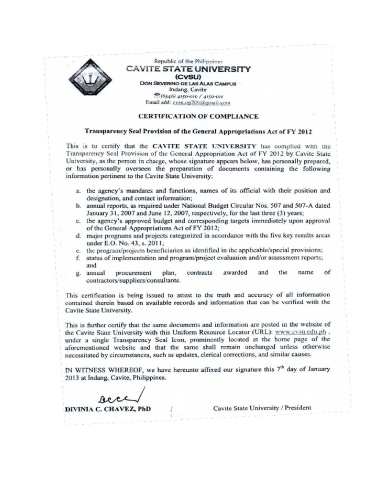 Republic of the Philippines
CAVITE STATE UNIVERSITY
(CVSU)
DON SEVERINO DE LAS ALAS CAMPUS
Indang, Cavite
☎(046) 4150-010 / 4150-011
Email add:
CERTIFICATION OF COMPLIANCE
Transparency Seal Provision of the General Appropriations Act of FY 2012
This is to certify that the CAVITE STATE UNIVERSITY has complied with the
Transparency Seal Provision of the General Appropriation Act of FY 2012 by Cavite State
University, as the person in charge, whose signature appears below, has personally prepared,
or has personally overseen the preparation of documents containing the following
information pertinent to the Cavite State University:
a. the agency's mandates and functions, names of its official with their position and
designation, and contact information;
b. annual reports, as required under National Budget Circular Nos. 507 and 507-A dated
January 31, 2007 and June 12, 2007, respectively, for the last three (3) years;
c. the agency's approved budget and corresponding targets immediately upon approval
of the General Appropriations Act of FY 2012;
d. major programs and projects categorized in accordance with the five key results areas
under E.O. No. 43, s. 2011;
e. the program/projects beneficiaries as identified in the applicable/special provisions;
f. status of implementation and program/project evaluation and/or assessment reports;
and
g. annual procurement plan, contracts awarded and the name of
contractors/suppliers/consultants.
This certification is being issued to attest to the truth and accuracy of all information
contained therein based on available records and information that can be verified with the
Cavite State University.
This is further certify that the same documents and information are posted in the website of
the Cavite State University with this Uniform Resource Locator (URL): www.cvsu.edu.ph ,
under a single Transparency Seal Icon, prominently located at the home page of the
aforementioned website and that the same shall remain unchanged unless otherwise
necessitated by circumstances, such as updates, clerical corrections, and similar causes.
IN WITNESS WHEREOF, we have hereunto affixed our signature this 7th day of January
2013 at Indang, Cavite, Philippines.
DIVINIA C. CHAVEZ, PhD
Cavite State University / President